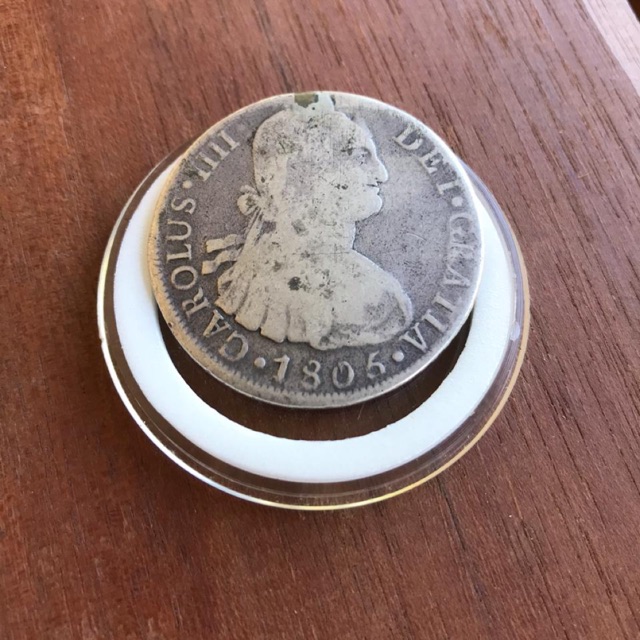 CAROLUS · IIII · DEI · GRATIA ·
· 1805 ·